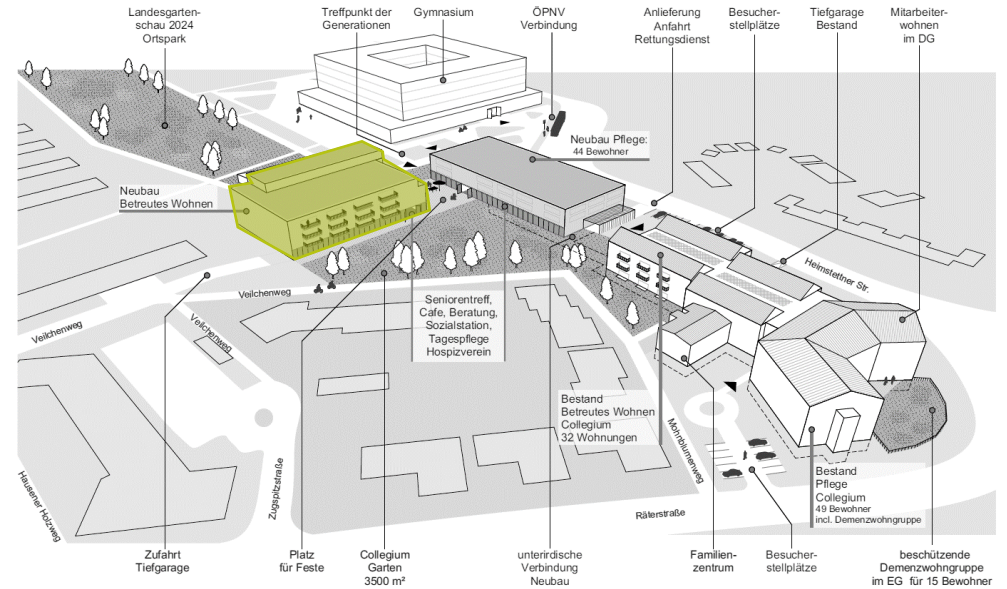 Landesgarten-
schau 2024
Ortspark
Treffpunkt der
Generationen
Gymnasium
ÖPNV
Verbindung
Anlieferung
Anfahrt
Rettungsdienst
Besucher-
stellplätze
Tiefgarage
Bestand
Mitarbeiter-
wohnen
im DG
Neubau Pflege:
44 Bewohner
Neubau
Betreutes Wohnen
Heimstettner Str.
Veilchenweg
Veilchenweg
Veilchenweg
Seniorentreff,
Cafe, Beratung,
Sozialstation,
Tagespflege
Hospizverein
Bestand
Betreutes Wohnen
Collegium
32 Wohnungen
Mohnblumenweg
Bestand
Pflege
Collegium
49 Bewohner
incl. Demenzwohngruppe
Hausener Holzweg
Zugspitzstraße
Räterstraße
Zufahrt
Tiefgarage
Platz
für Feste
Collegium
Garten
3500 m²
unterirdische
Verbindung
Neubau
Familien-
zentrum
Besucher-
stellplätze
beschützende
Demenzwohngruppe
im EG für 15 Bewohner